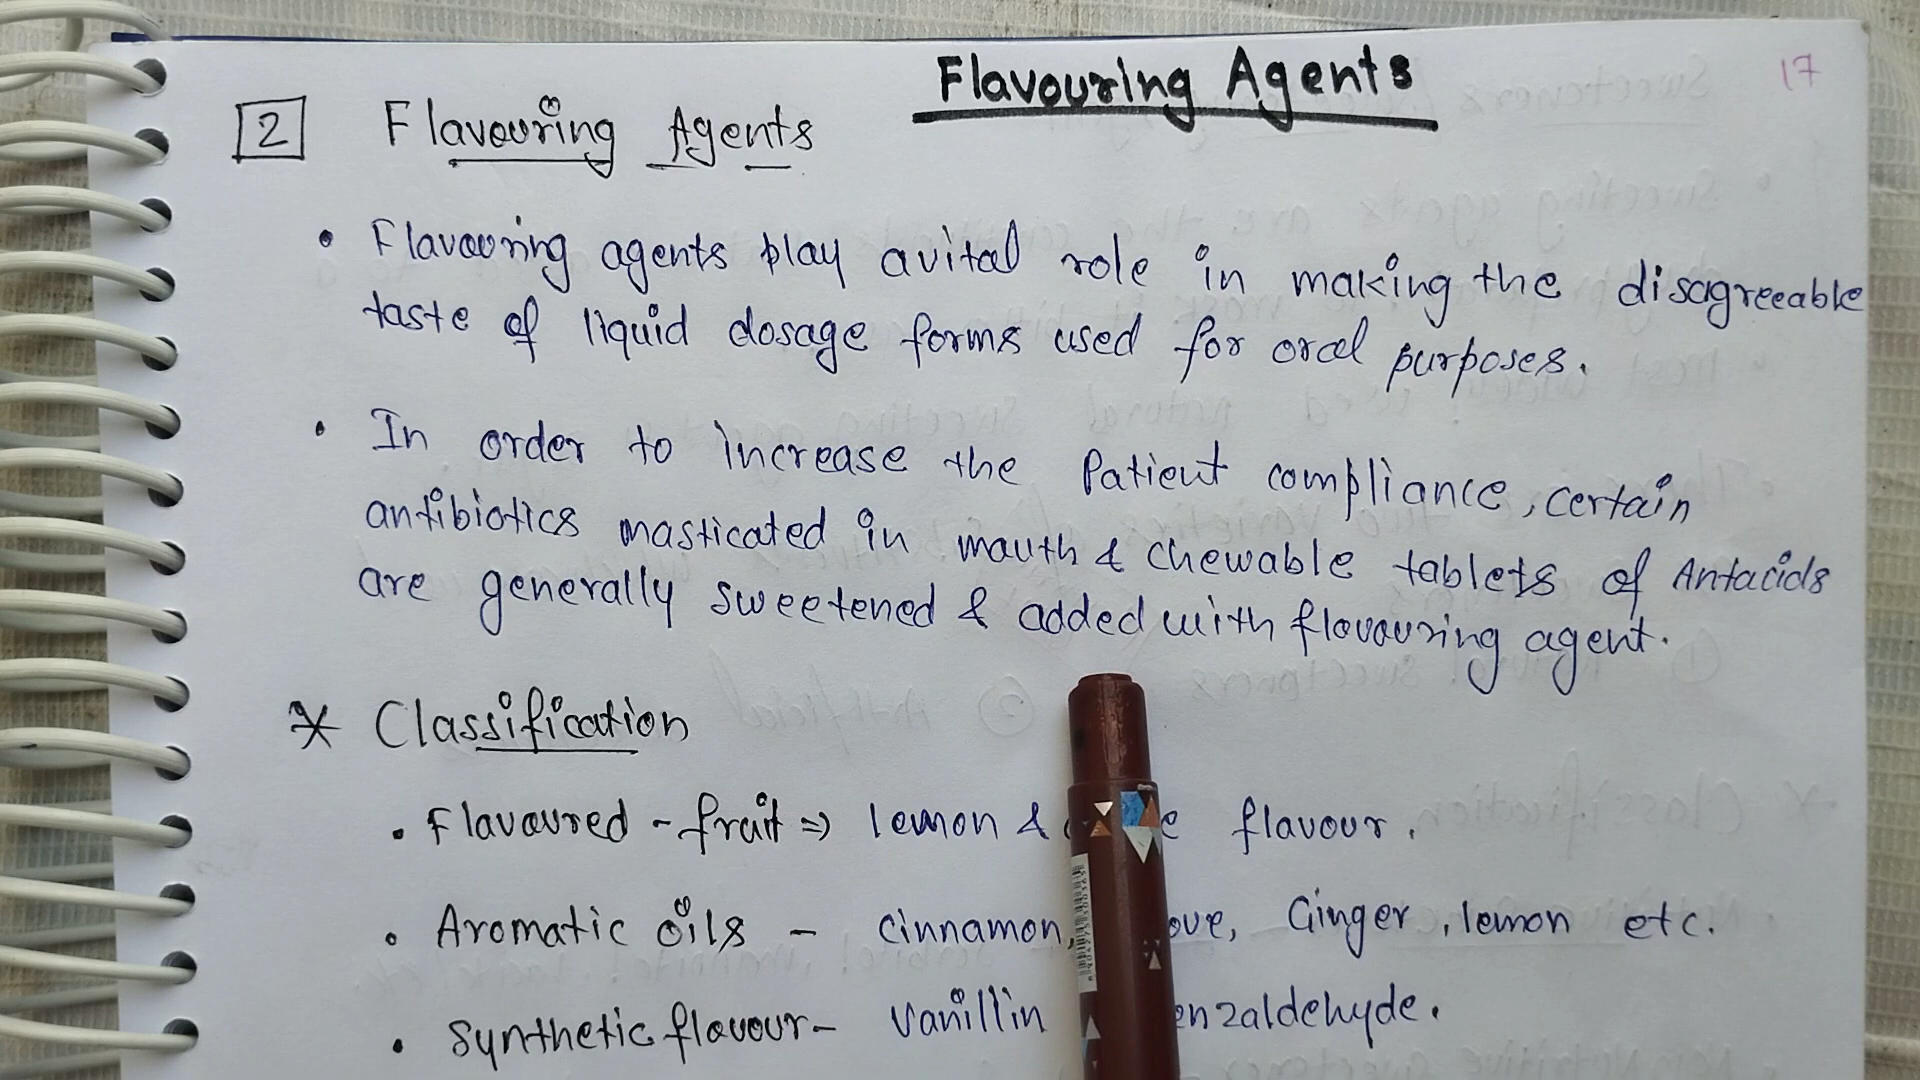 Flavouring Agents
17
2 Flavouring Agents
• Flavouring agents play a vital role in making the disagreeable
taste of liquid dosage forms used for oral purposes.
• In order to increase the Patient compliance, certain
antibiotics masticated in mouth & chewable tablets of Antacids
are generally sweetened & added with flavouring agent.
* Classification
• Flavoured - fruit ⇒ lemon & flavour.
• Aromatic oils - cinnamon, Ginger, lemon etc.
• Synthetic flavour - Vanillin